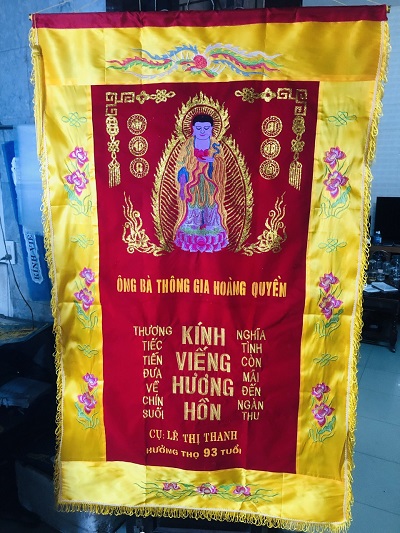 ÔNG BÀ THÔNG GIA HOÀNG QUYỀN
THƯƠNG TIẾC TIỄN ĐƯA VỀ CHÍN SUỐI
KÍNH VIẾNG HƯƠNG HỒN
NGHĨA TÌNH CÒN MÃI ĐẾN NGÀN THU
CỤ: LÊ THỊ THANH
HƯỞNG THỌ 93 TUỔI